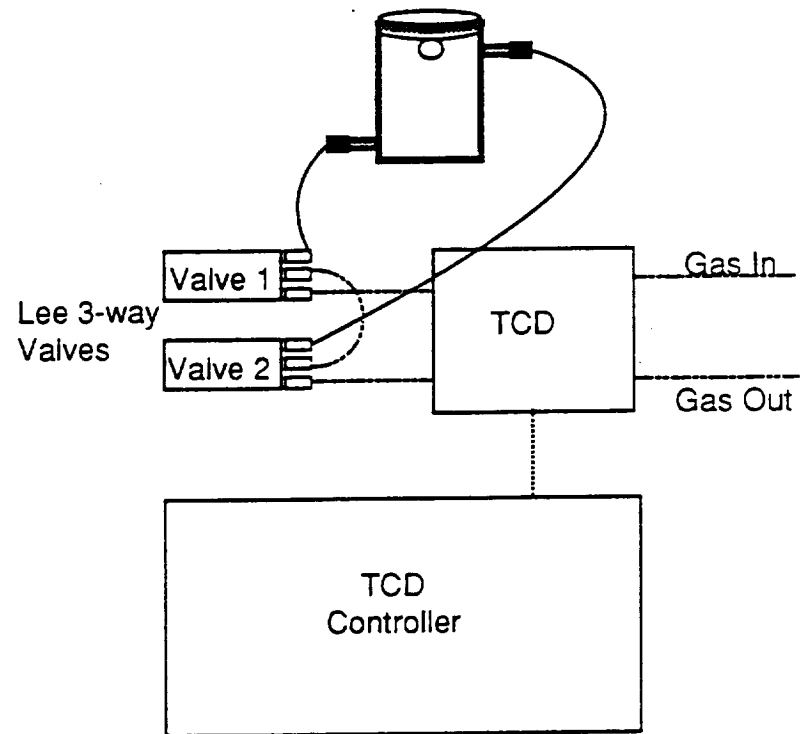 Valve 1
Gas In
Lee 3-way
Valves
TCD
Valve 2
Gas Out
TCD
Controller